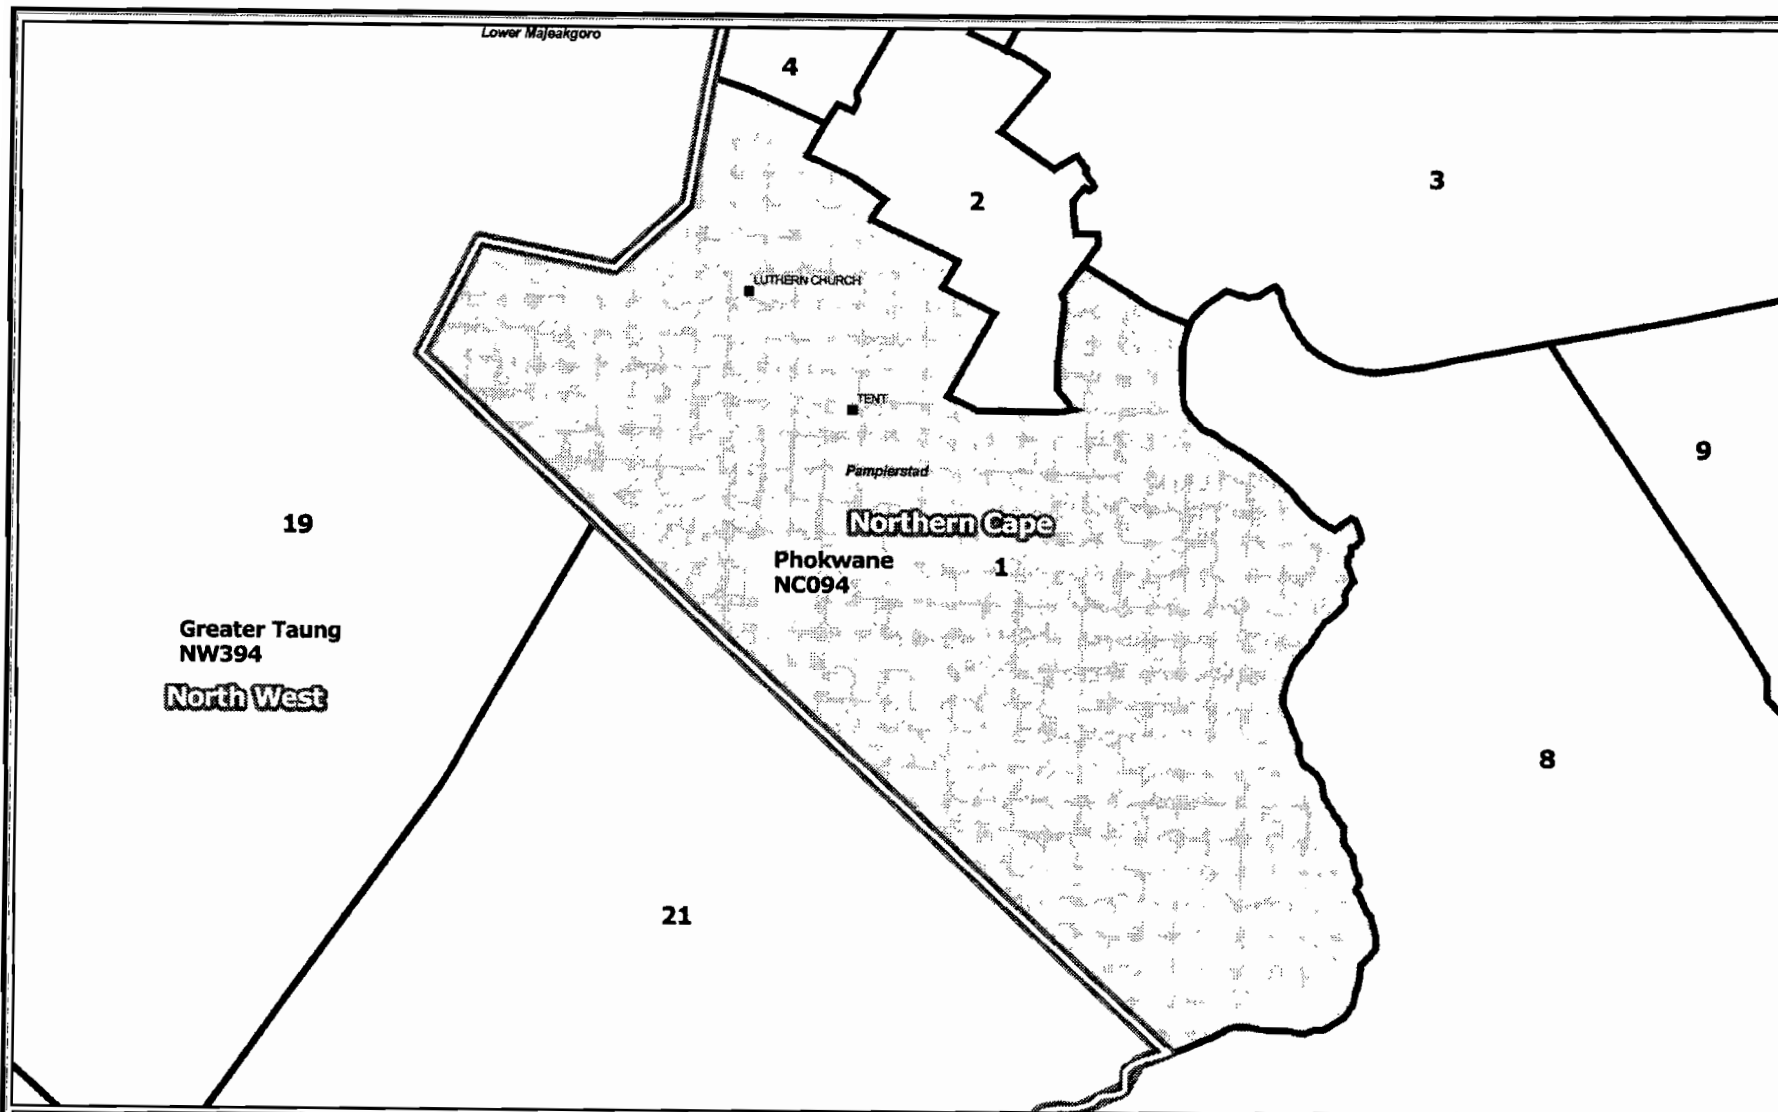 Lower Majeakgoro
4
3
2
LUTHERN CHURCH
TENT
9
Pampierstad
19
Northern Cape
Phokwane
1
NC094
Greater Taung
NW394
North West
8
21